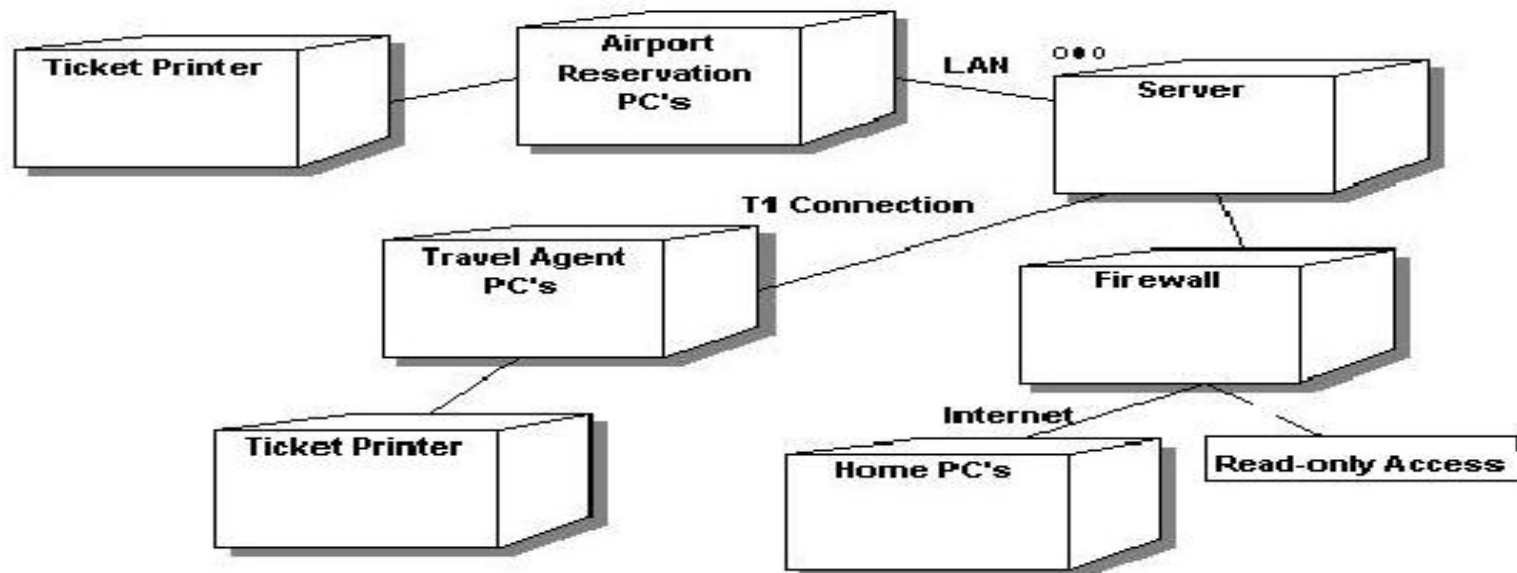 Ticket Printer
Airport
Reservation
PC's
LAN
Server
T1 Connection
Travel Agent
PC's
Firewall
Ticket Printer
Internet
Home PC's
Read-only Access